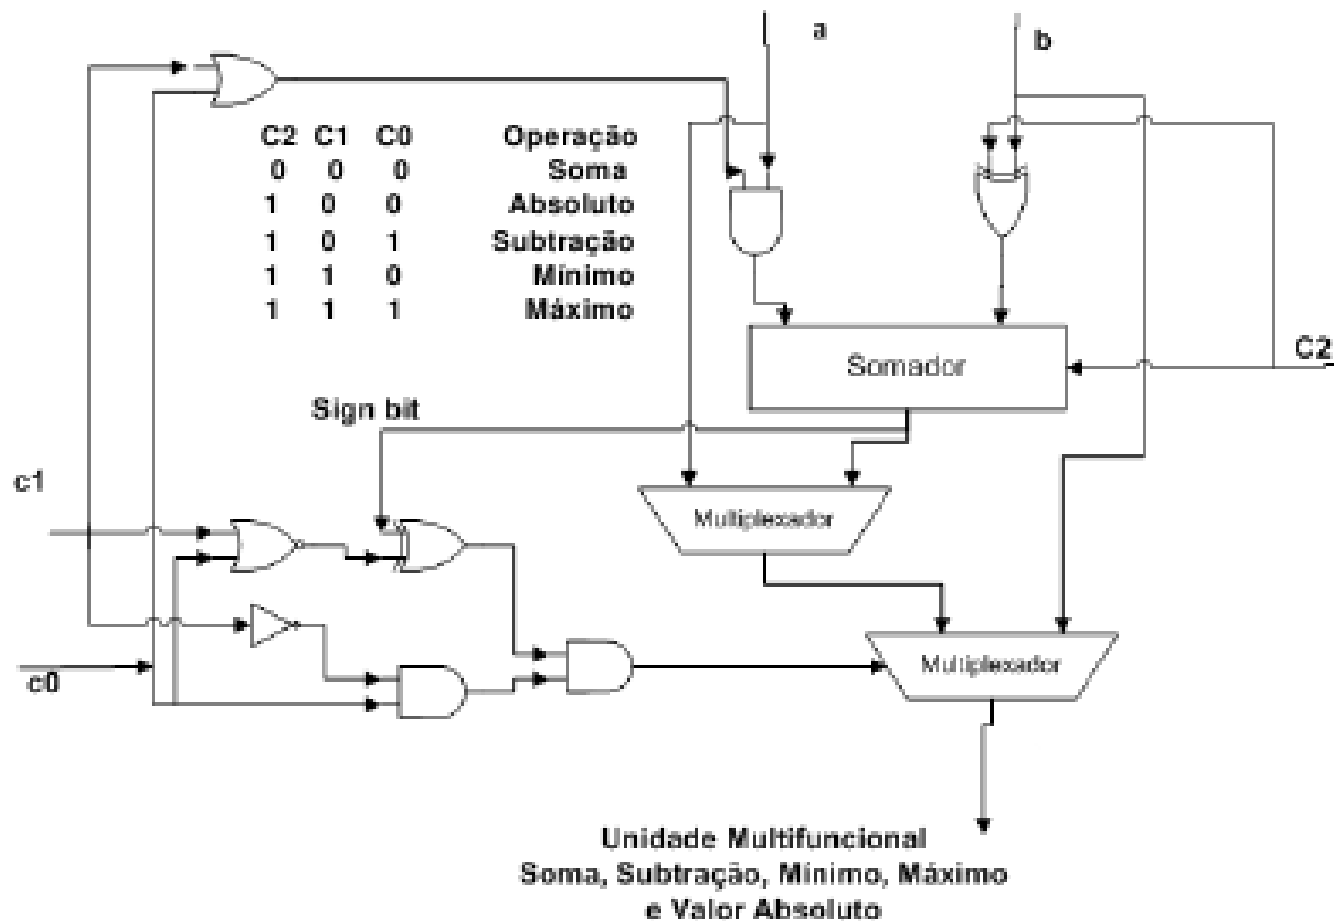 a
b
C2 C1 C0 Operação
0 0 0 Soma
1 0 0 Absoluto
1 0 1 Subtração
1 1 0 Mínimo
1 1 1 Máximo
Somador
C2
Sign bit
c1
Multiplexador
c0
Multiplexador
Unidade Multifuncional
Soma, Subtração, Mínimo, Máximo
e Valor Absoluto